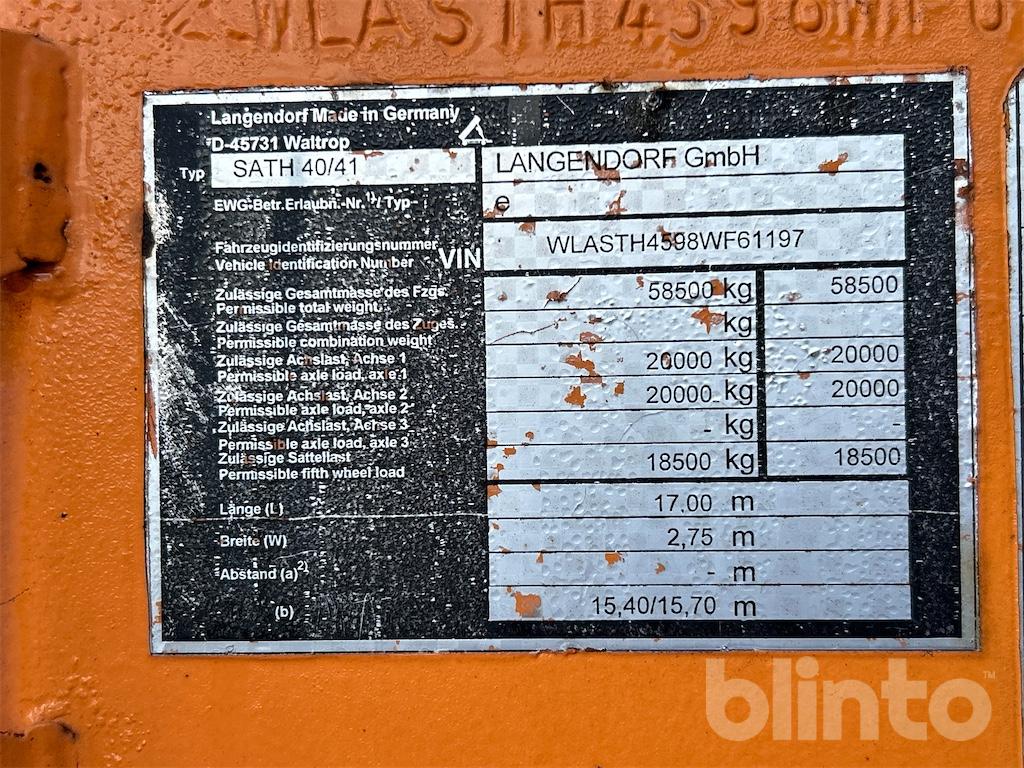 WLASTH4598WF6
Langendorf Made in Germany
D-45731 Waltrop
Typ SATH 40/41 LANGENDORF GmbH
EWG-Betr.Erlaubn.-Nr.¹⁾/ Typ e
Fahrzeugidentifizierungsnummer
Vehicle Identification Number VIN WLASTH4598WF61197
Zulässige Gesamtmasse des Fzgs. 58500 kg 58500
Permissible total weight
Zulässige Gesamtmasse des Zuges. kg
Permissible combination weight
Zulässige Achslast, Achse 1 20000 kg 20000
Permissible axle load, axle 1
Zulässige Achslast, Achse 2 20000 kg 20000
Permissible axle load, axle 2
Zulässige Achslast, Achse 3 - kg -
Permissible axle load, axle 3
Zulässige Sattellast 18500 kg 18500
Permissible fifth wheel load
Länge (L) 17,00 m
Breite (W) 2,75 m
Abstand (a)²⁾ - m
(b) 15,40/15,70 m
blinto™